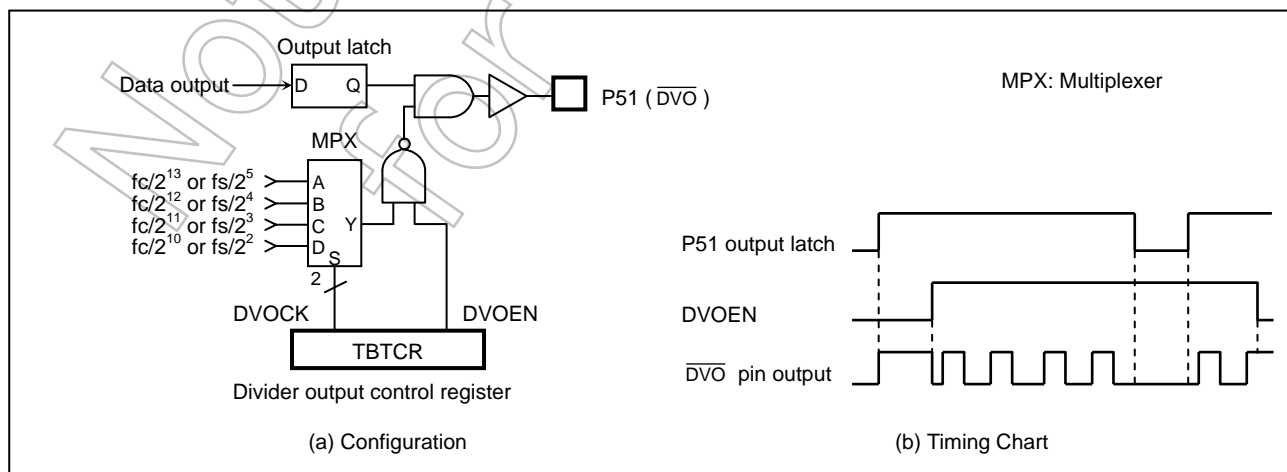 Not
for
Output latch
Data output
D
Q
P51 ( DVO )
MPX: Multiplexer
MPX
fc/2^13 or fs/2^5
fc/2^12 or fs/2^4
fc/2^11 or fs/2^3
fc/2^10 or fs/2^2
A
B
C
D
Y
S
2
DVOCK
DVOEN
TBTCR
Divider output control register
(a) Configuration
P51 output latch
DVOEN
DVO pin output
(b) Timing Chart